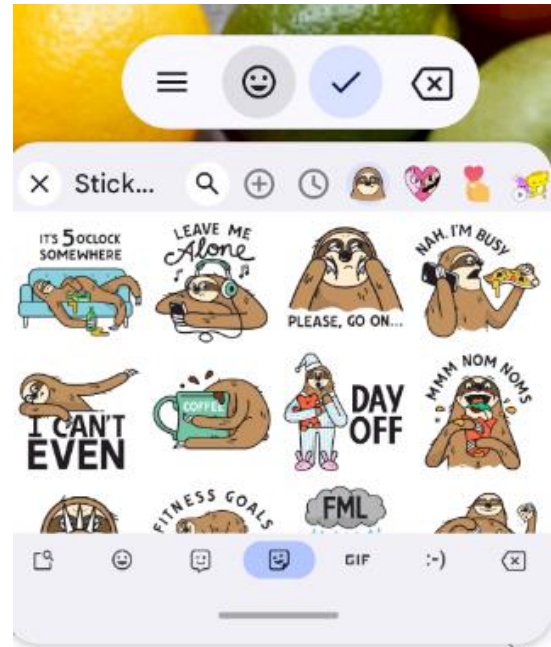 Stick...
IT'S 5 OCLOCK
SOMEWHERE
LEAVE ME
Alone
PLEASE, GO ON...
NAH, I'M BUSY
I CAN'T
EVEN
COFFEE
DAY
OFF
MMM NOM NOMS
FITNESS GOALS
FML
GIF
:-)